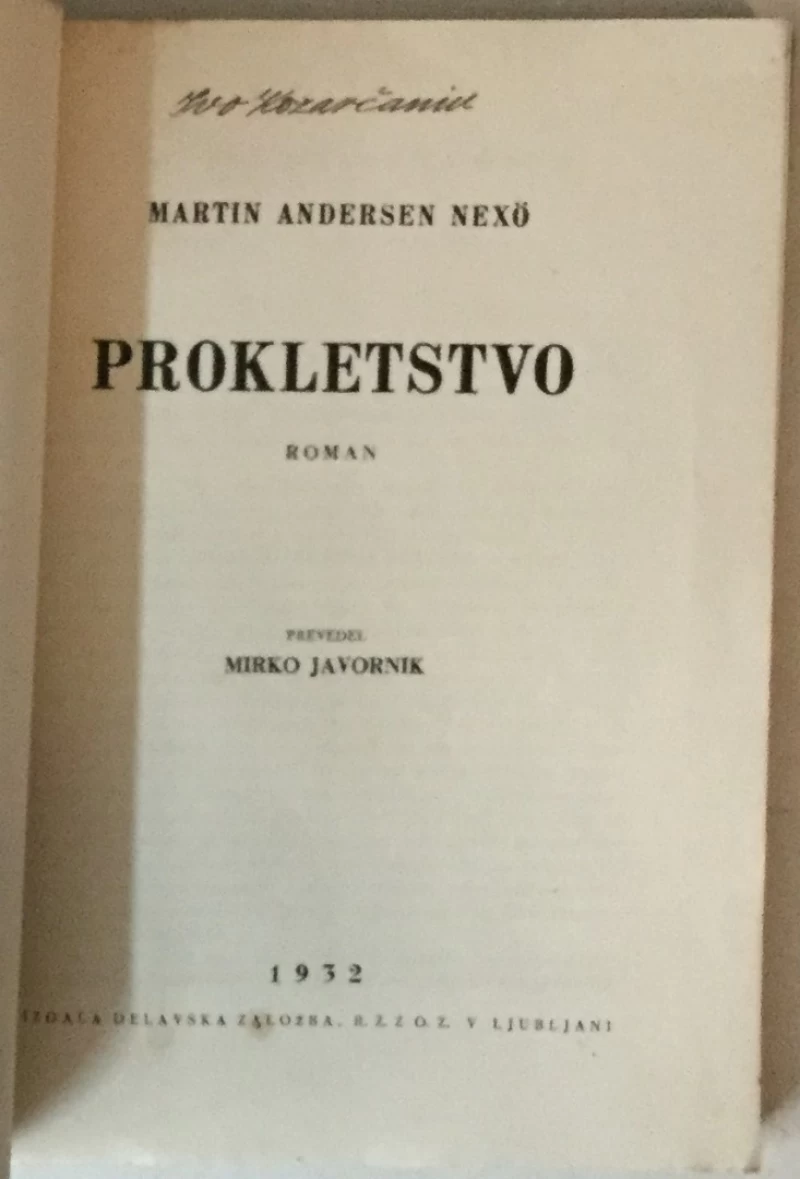 Ivo Kozarčanin
MARTIN ANDERSEN NEXÖ
PROKLETSTVO
ROMAN
PREVEDEL
MIRKO JAVORNIK
1932
IZDALA DELAVSKA ZALOŽBA, R. Z. Z O. Z. V LJUBLJANI